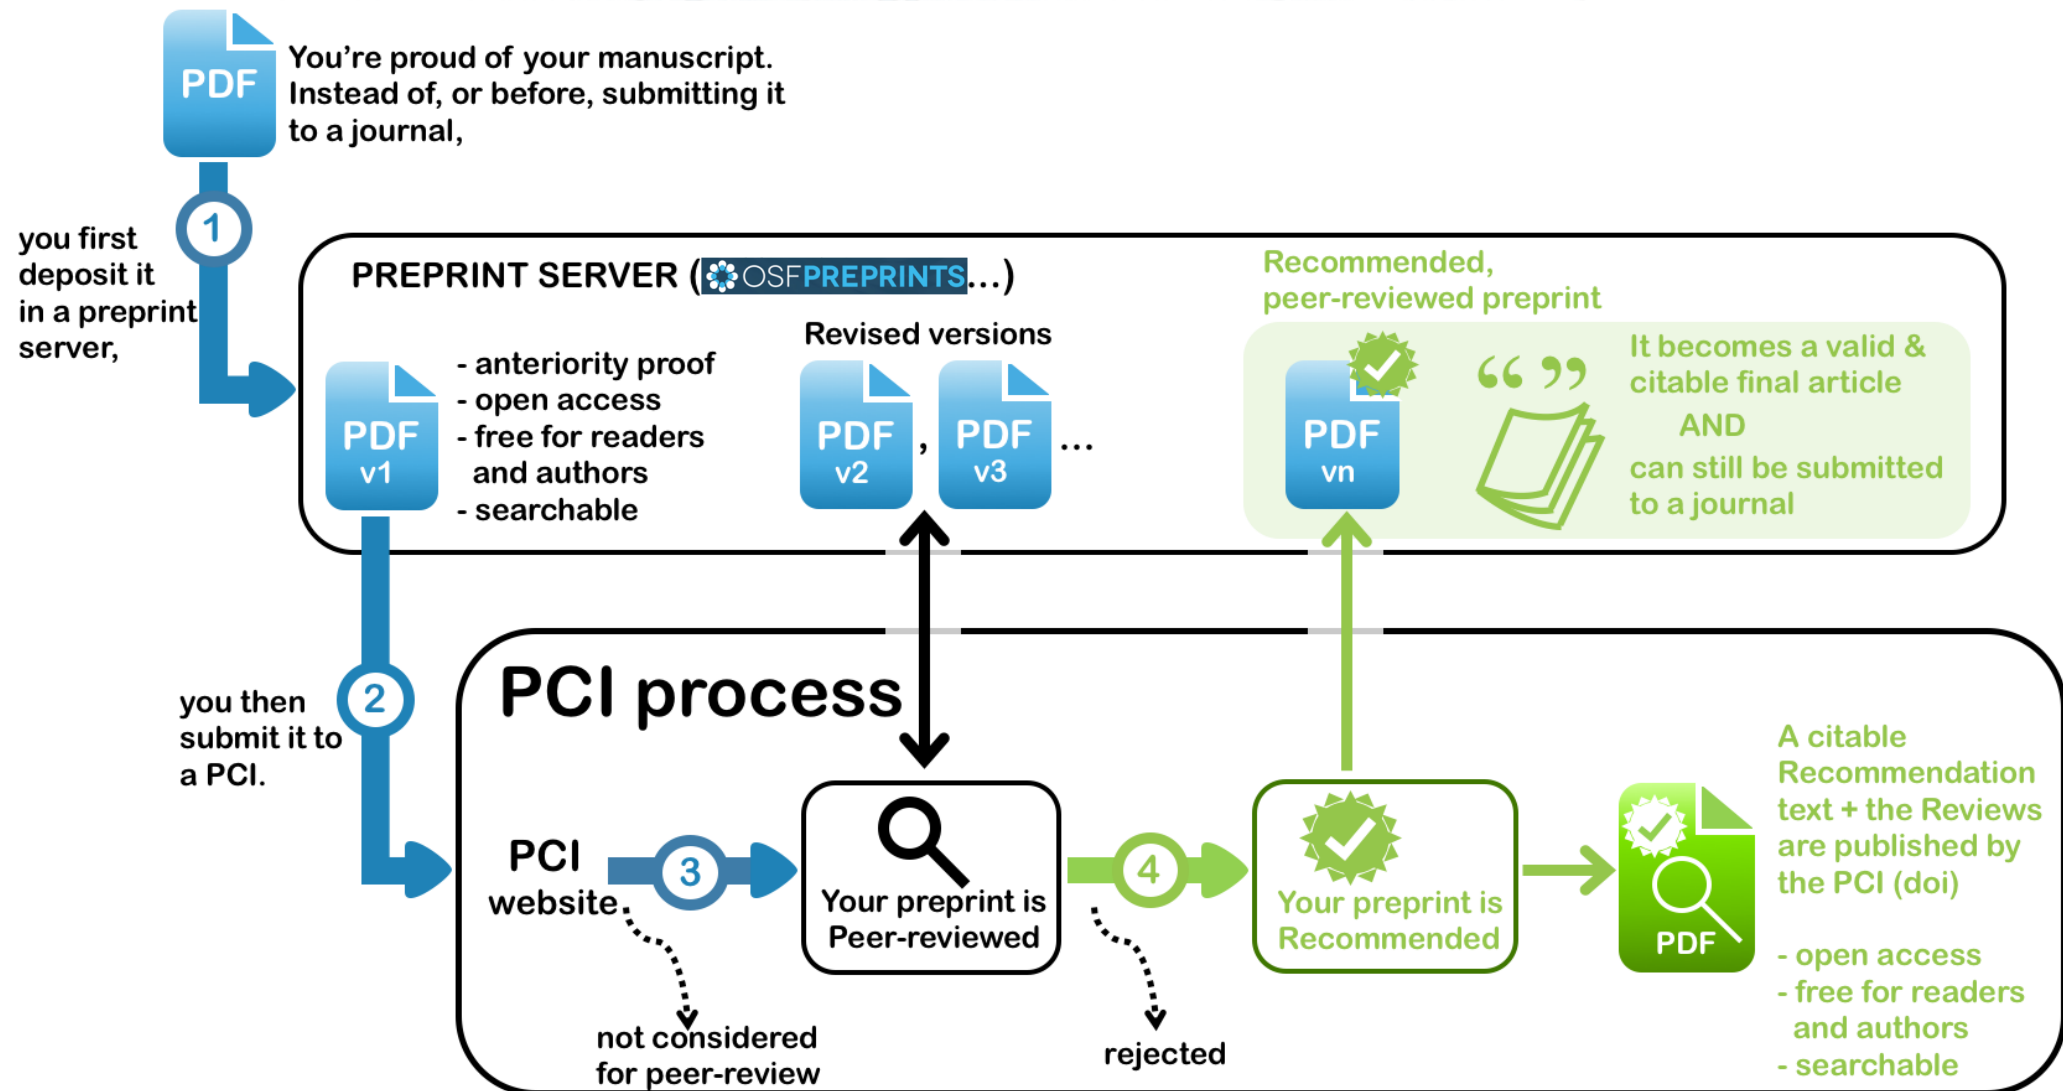 PDF
You're proud of your manuscript.
Instead of, or before, submitting it
to a journal,
1
you first
deposit it
in a preprint
server,
PREPRINT SERVER (OSFPREPRINTS...)
PDF
v1
- anteriority proof
- open access
- free for readers
and authors
- searchable
Revised versions
PDF
v2
,
PDF
v3
...
Recommended,
peer-reviewed preprint
PDF
vn
“ ”
It becomes a valid &
citable final article
AND
can still be submitted
to a journal
2
you then
submit it to
a PCI.
PCI process
PCI
website
3
not considered
for peer-review
Your preprint is
Peer-reviewed
4
rejected
Your preprint is
Recommended
PDF
A citable
Recommendation
text + the Reviews
are published by
the PCI (doi)
- open access
- free for readers
and authors
- searchable